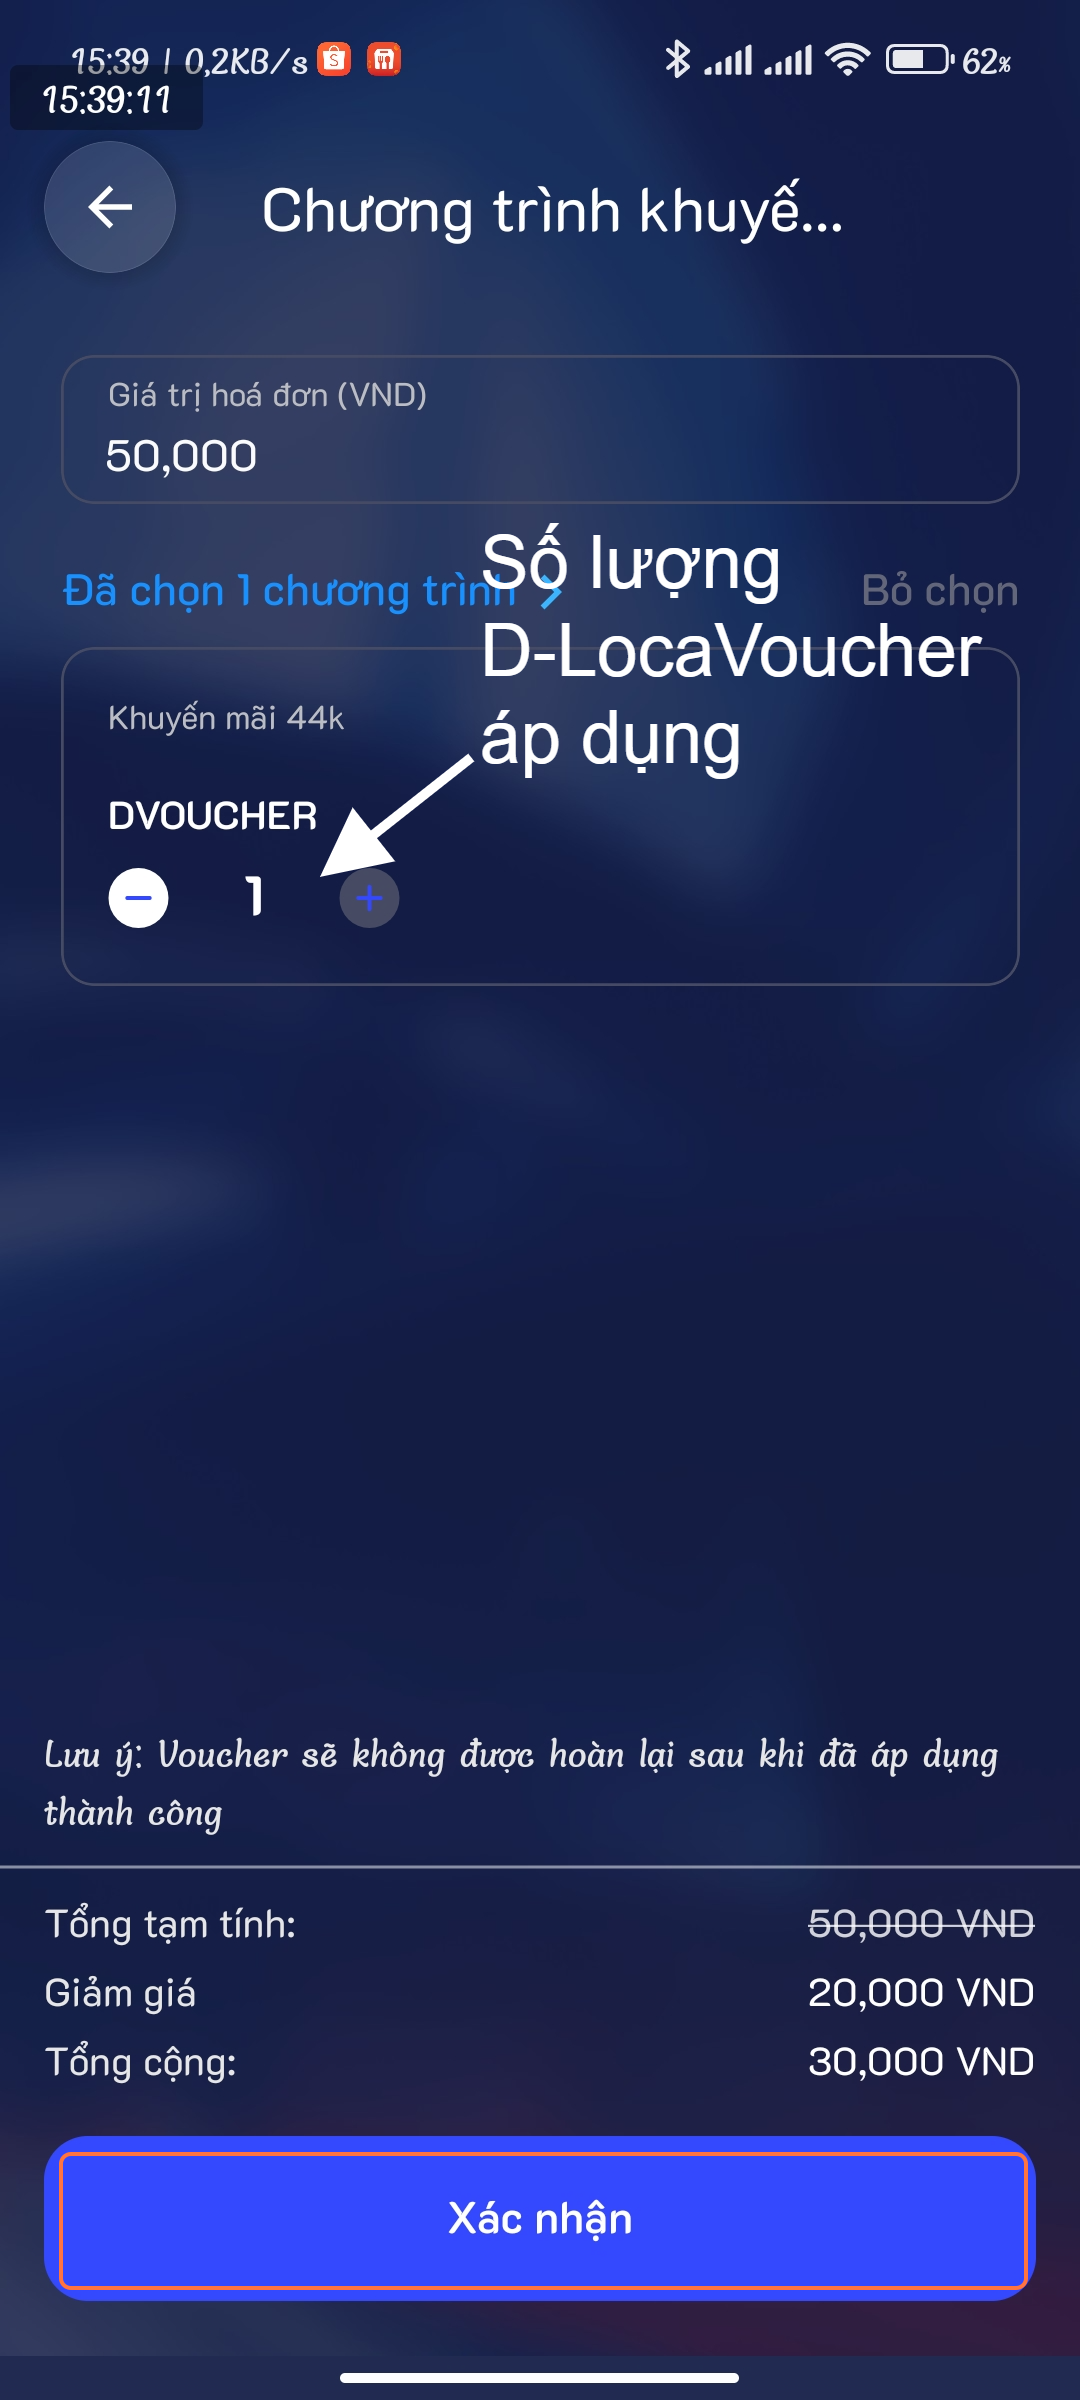 15:39 | 0,2KB/s
62%
15:39:11
Chương trình khuyế...
Giá trị hoá đơn (VND)
50,000
Số lượng
D-LocaVoucher
áp dụng
Đã chọn 1 chương trình
Bỏ chọn
Khuyến mãi 44k
DVOUCHER
1
Lưu ý: Voucher sẽ không được hoàn lại sau khi đã áp dụng
thành công
Tổng tạm tính:
50,000 VND
Giảm giá
20,000 VND
Tổng cộng:
30,000 VND
Xác nhận